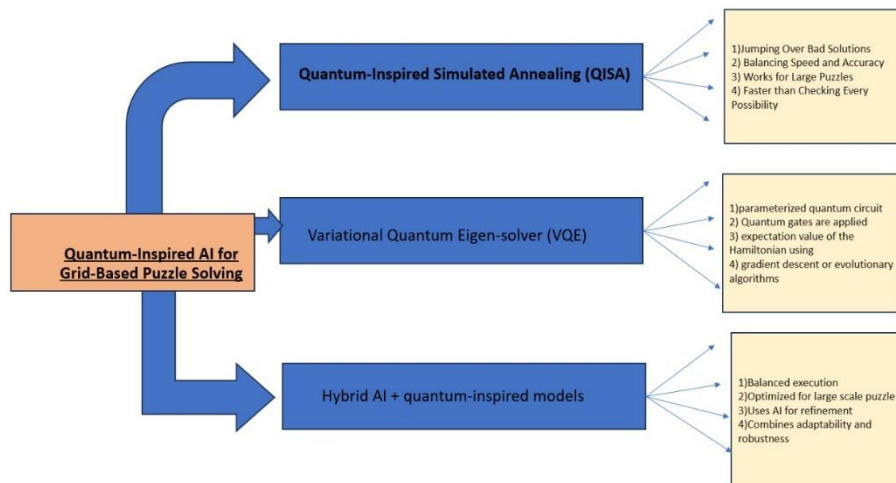 Quantum-Inspired Simulated Annealing (QISA)
1)Jumping Over Bad Solutions
2) Balancing Speed and Accuracy
3) Works for Large Puzzles
4) Faster than Checking Every
Possibility
Quantum-Inspired AI for
Grid-Based Puzzle Solving
Variational Quantum Eigen-solver (VQE)
1)parameterized quantum circuit
2) Quantum gates are applied
3) expectation value of the
Hamiltonian using
4) gradient descent or evolutionary
algorithms
Hybrid AI + quantum-inspired models
1)Balanced execution
2)Optimized for large scale puzzle
3)Uses AI for refinement
4)Combines adaptability and
robustness